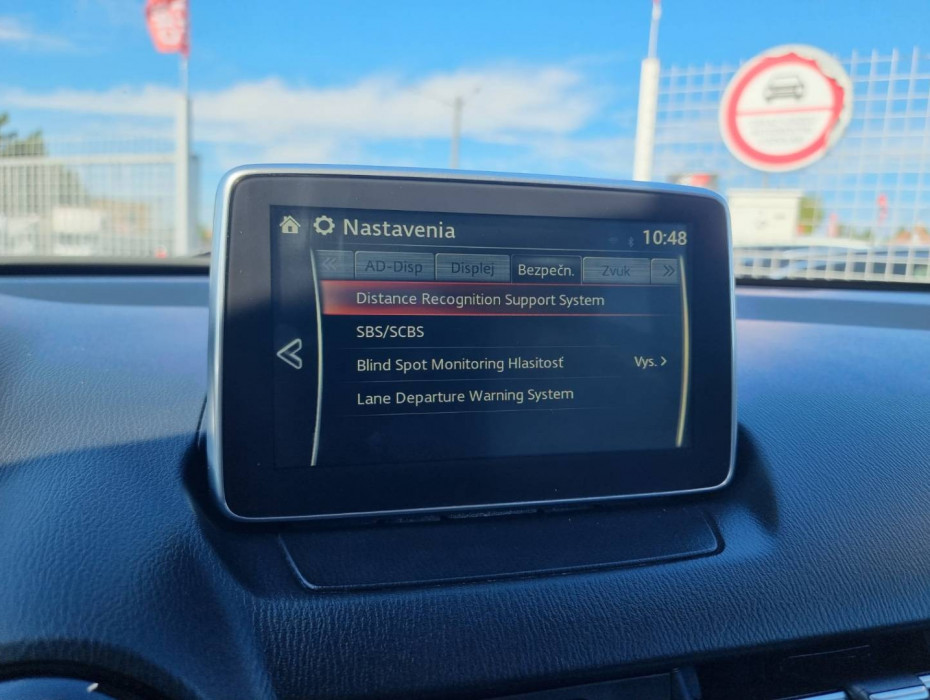 Nastavenia
10:48
AD-Disp Displej Bezpečn. Zvuk
Distance Recognition Support System
SBS/SCBS
Blind Spot Monitoring Hlasitosť Vys.
Lane Departure Warning System